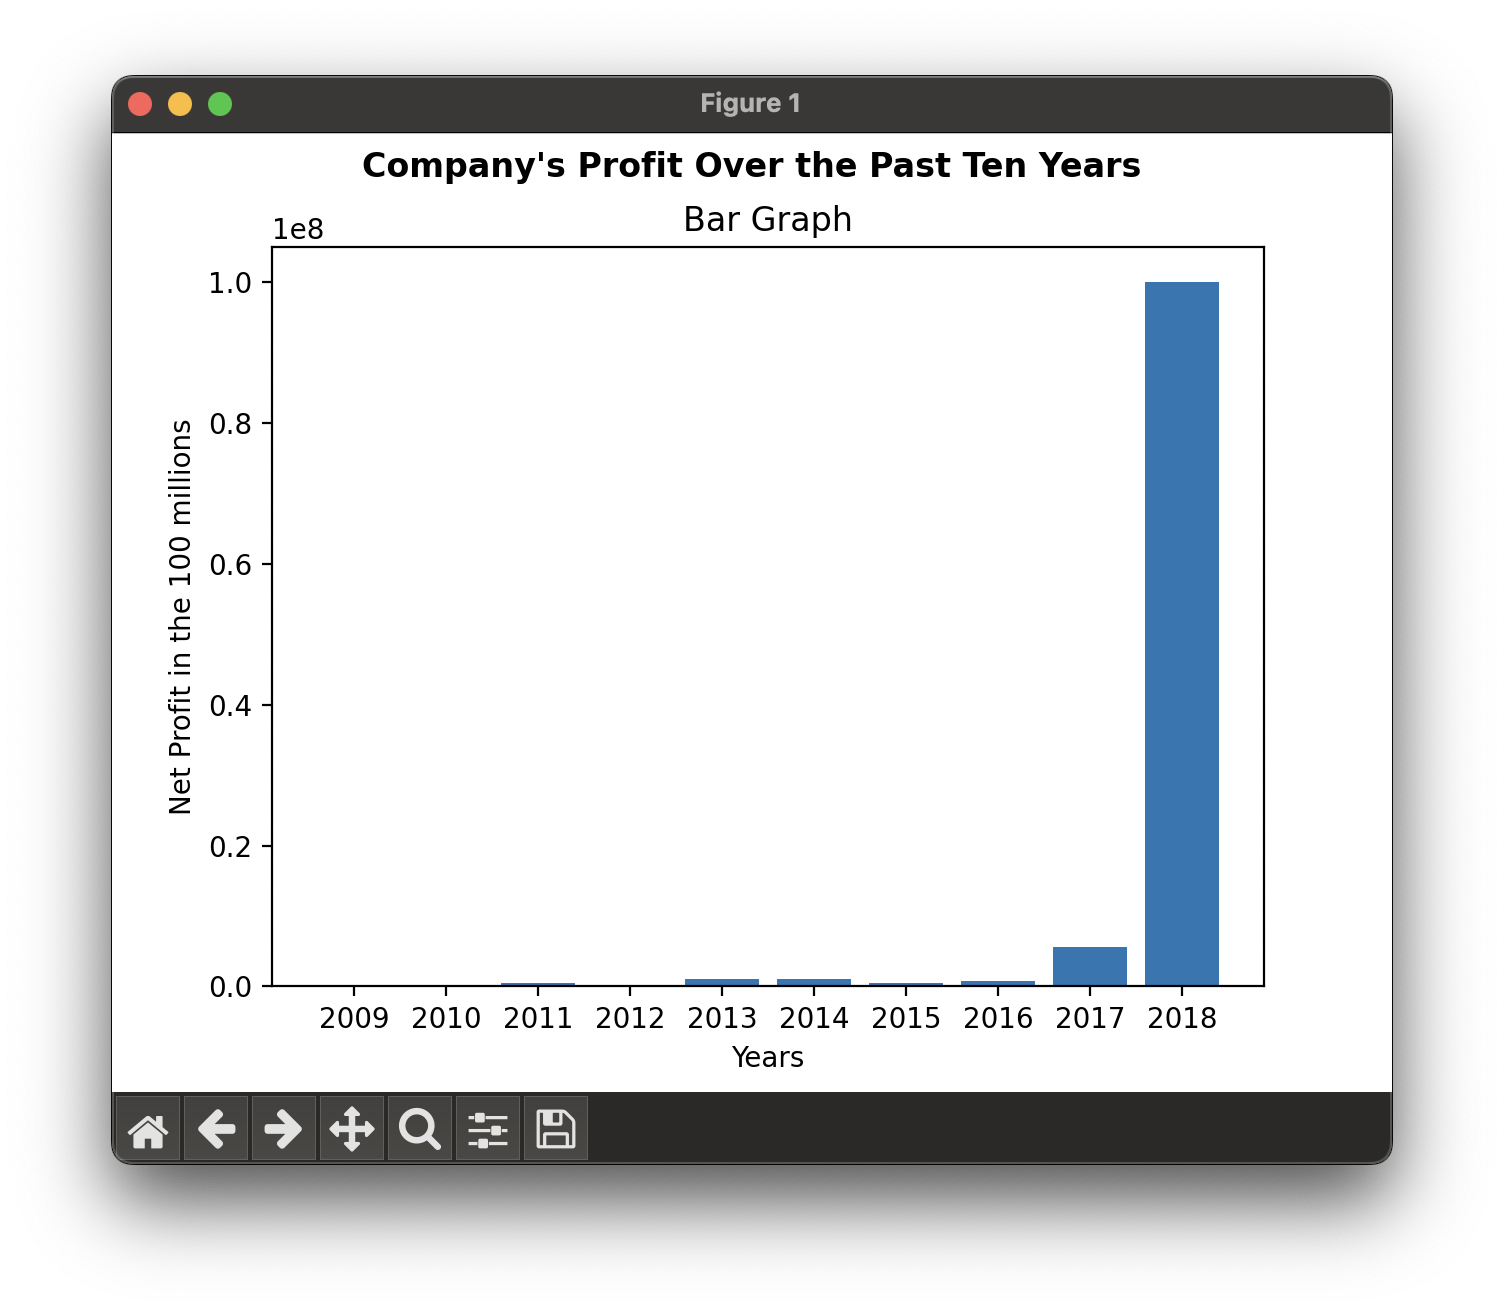 Figure 1
Company's Profit Over the Past Ten Years
Bar Graph
1e8
1.0
0.8
0.6
0.4
0.2
0.0
Net Profit in the 100 millions
2009 2010 2011 2012 2013 2014 2015 2016 2017 2018
Years